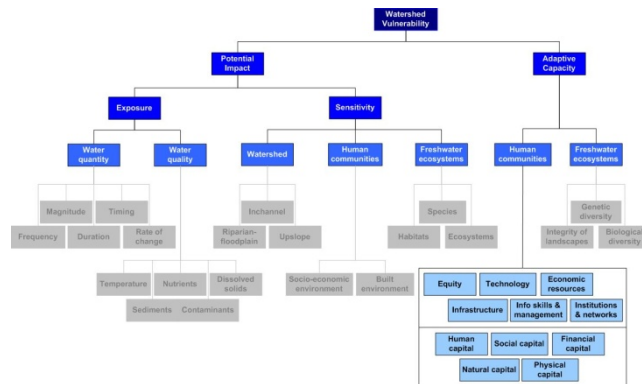 Watershed
Vulnerability
Potential
Impact
Adaptive
Capacity
Exposure
Sensitivity
Water
quantity
Water
quality
Watershed
Human
communities
Freshwater
ecosystems
Human
communities
Freshwater
ecosystems
Magnitude
Timing
Frequency
Duration
Rate of
change
Inchannel
Riparian-
floodplain
Upslope
Species
Habitats
Ecosystems
Genetic
diversity
Integrity of
landscapes
Biological
diversity
Temperature
Nutrients
Dissolved
solids
Sediments
Contaminants
Socio-economic
environment
Built
environment
Equity
Technology
Economic
resources
Infrastructure
Info skills &
management
Institutions
& networks
Human
capital
Social capital
Financial
capital
Natural capital
Physical
capital